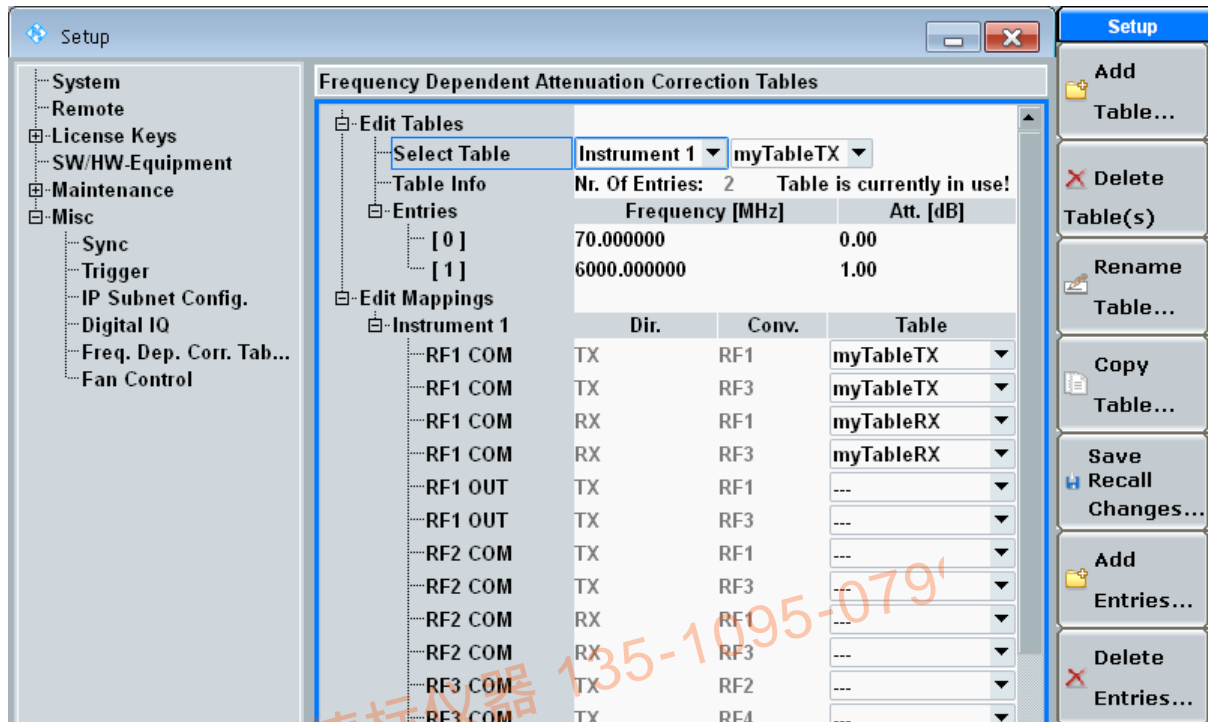 Setup
System
Remote
License Keys
SW/HW-Equipment
Maintenance
Misc
Sync
Trigger
IP Subnet Config.
Digital IQ
Freq. Dep. Corr. Tab...
Fan Control
Frequency Dependent Attenuation Correction Tables
Edit Tables
Select Table Instrument 1 myTableTX
Table Info Nr. Of Entries: 2 Table is currently in use!
Entries Frequency [MHz] Att. [dB]
[ 0 ] 70.000000 0.00
[ 1 ] 6000.000000 1.00
Edit Mappings
Instrument 1 Dir. Conv. Table
RF1 COM TX RF1 myTableTX
RF1 COM TX RF3 myTableTX
RF1 COM RX RF1 myTableRX
RF1 COM RX RF3 myTableRX
RF1 OUT TX RF1 ---
RF1 OUT TX RF3 ---
RF2 COM TX RF1 ---
RF2 COM TX RF3 ---
RF2 COM RX RF1 ---
RF2 COM RX RF3 ---
RF3 COM TX RF2 ---
RF3 COM TX RF4 ---
仪器 135-1095-079
Setup
Add
Table...
Delete
Table(s)
Rename
Table...
Copy
Table...
Save
Recall
Changes...
Add
Entries...
Delete
Entries...